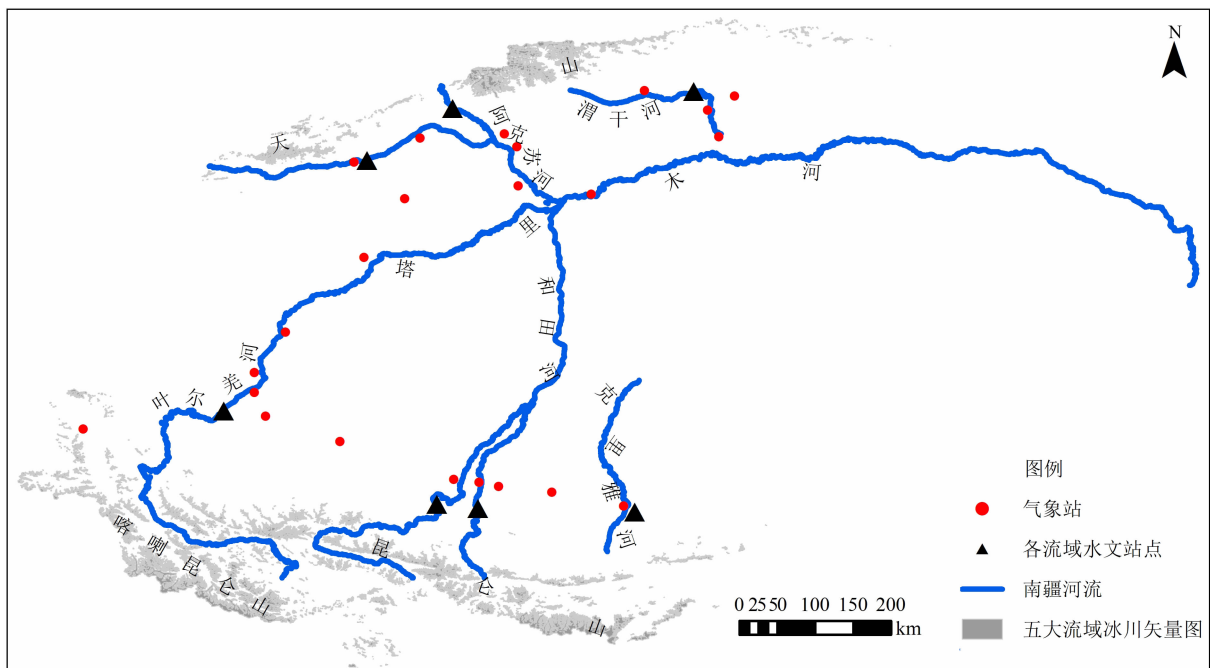 N
天山
阿克苏河
渭干河
塔里木河
和田河
叶尔羌河
克里雅河
喀喇昆仑山
昆仑山
图例
气象站
各流域水文站点
南疆河流
五大流域冰川矢量图
0 25 50 100 150 200
km